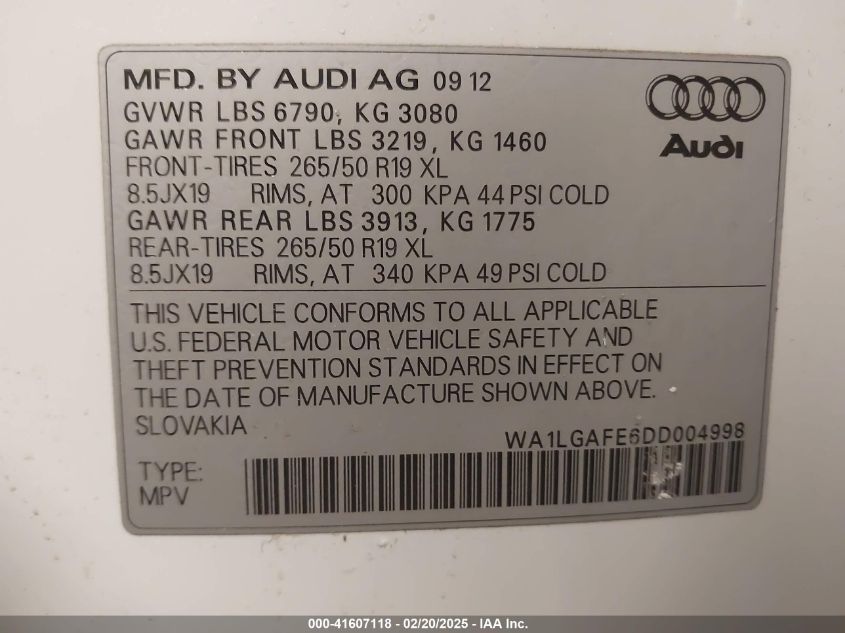 MFD. BY AUDI AG 09 12
GVWR LBS 6790, KG 3080
GAWR FRONT LBS 3219, KG 1460
FRONT-TIRES 265/50 R19 XL
8.5JX19 RIMS, AT 300 KPA 44 PSI COLD
GAWR REAR LBS 3913, KG 1775
REAR-TIRES 265/50 R19 XL
8.5JX19 RIMS, AT 340 KPA 49 PSI COLD
Audi
THIS VEHICLE CONFORMS TO ALL APPLICABLE
U.S. FEDERAL MOTOR VEHICLE SAFETY AND
THEFT PREVENTION STANDARDS IN EFFECT ON
THE DATE OF MANUFACTURE SHOWN ABOVE.
SLOVAKIA
WA1LGAFE6DD004998
TYPE:
MPV
000-41607118 - 02/20/2025 - IAA Inc.